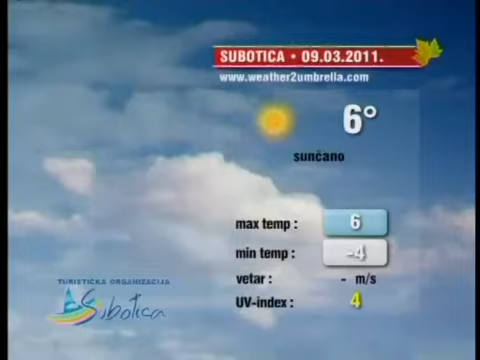 SUBOTICA • 09.03.2011.
www.weather2umbrella.com
6°
sunčano
max temp : 6
min temp : -4
vetar : - m/s
UV-index : 4
TURISTIČKA ORGANIZACIJA
Subotica